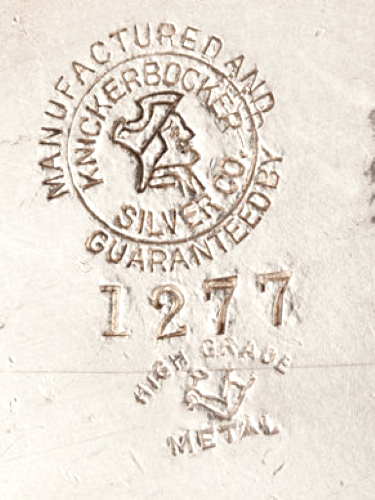 MANUFACTURED AND
GUARANTEED BY
KNICKERBOCKER
SILVER CO.
1277
HIGH GRADE
METAL